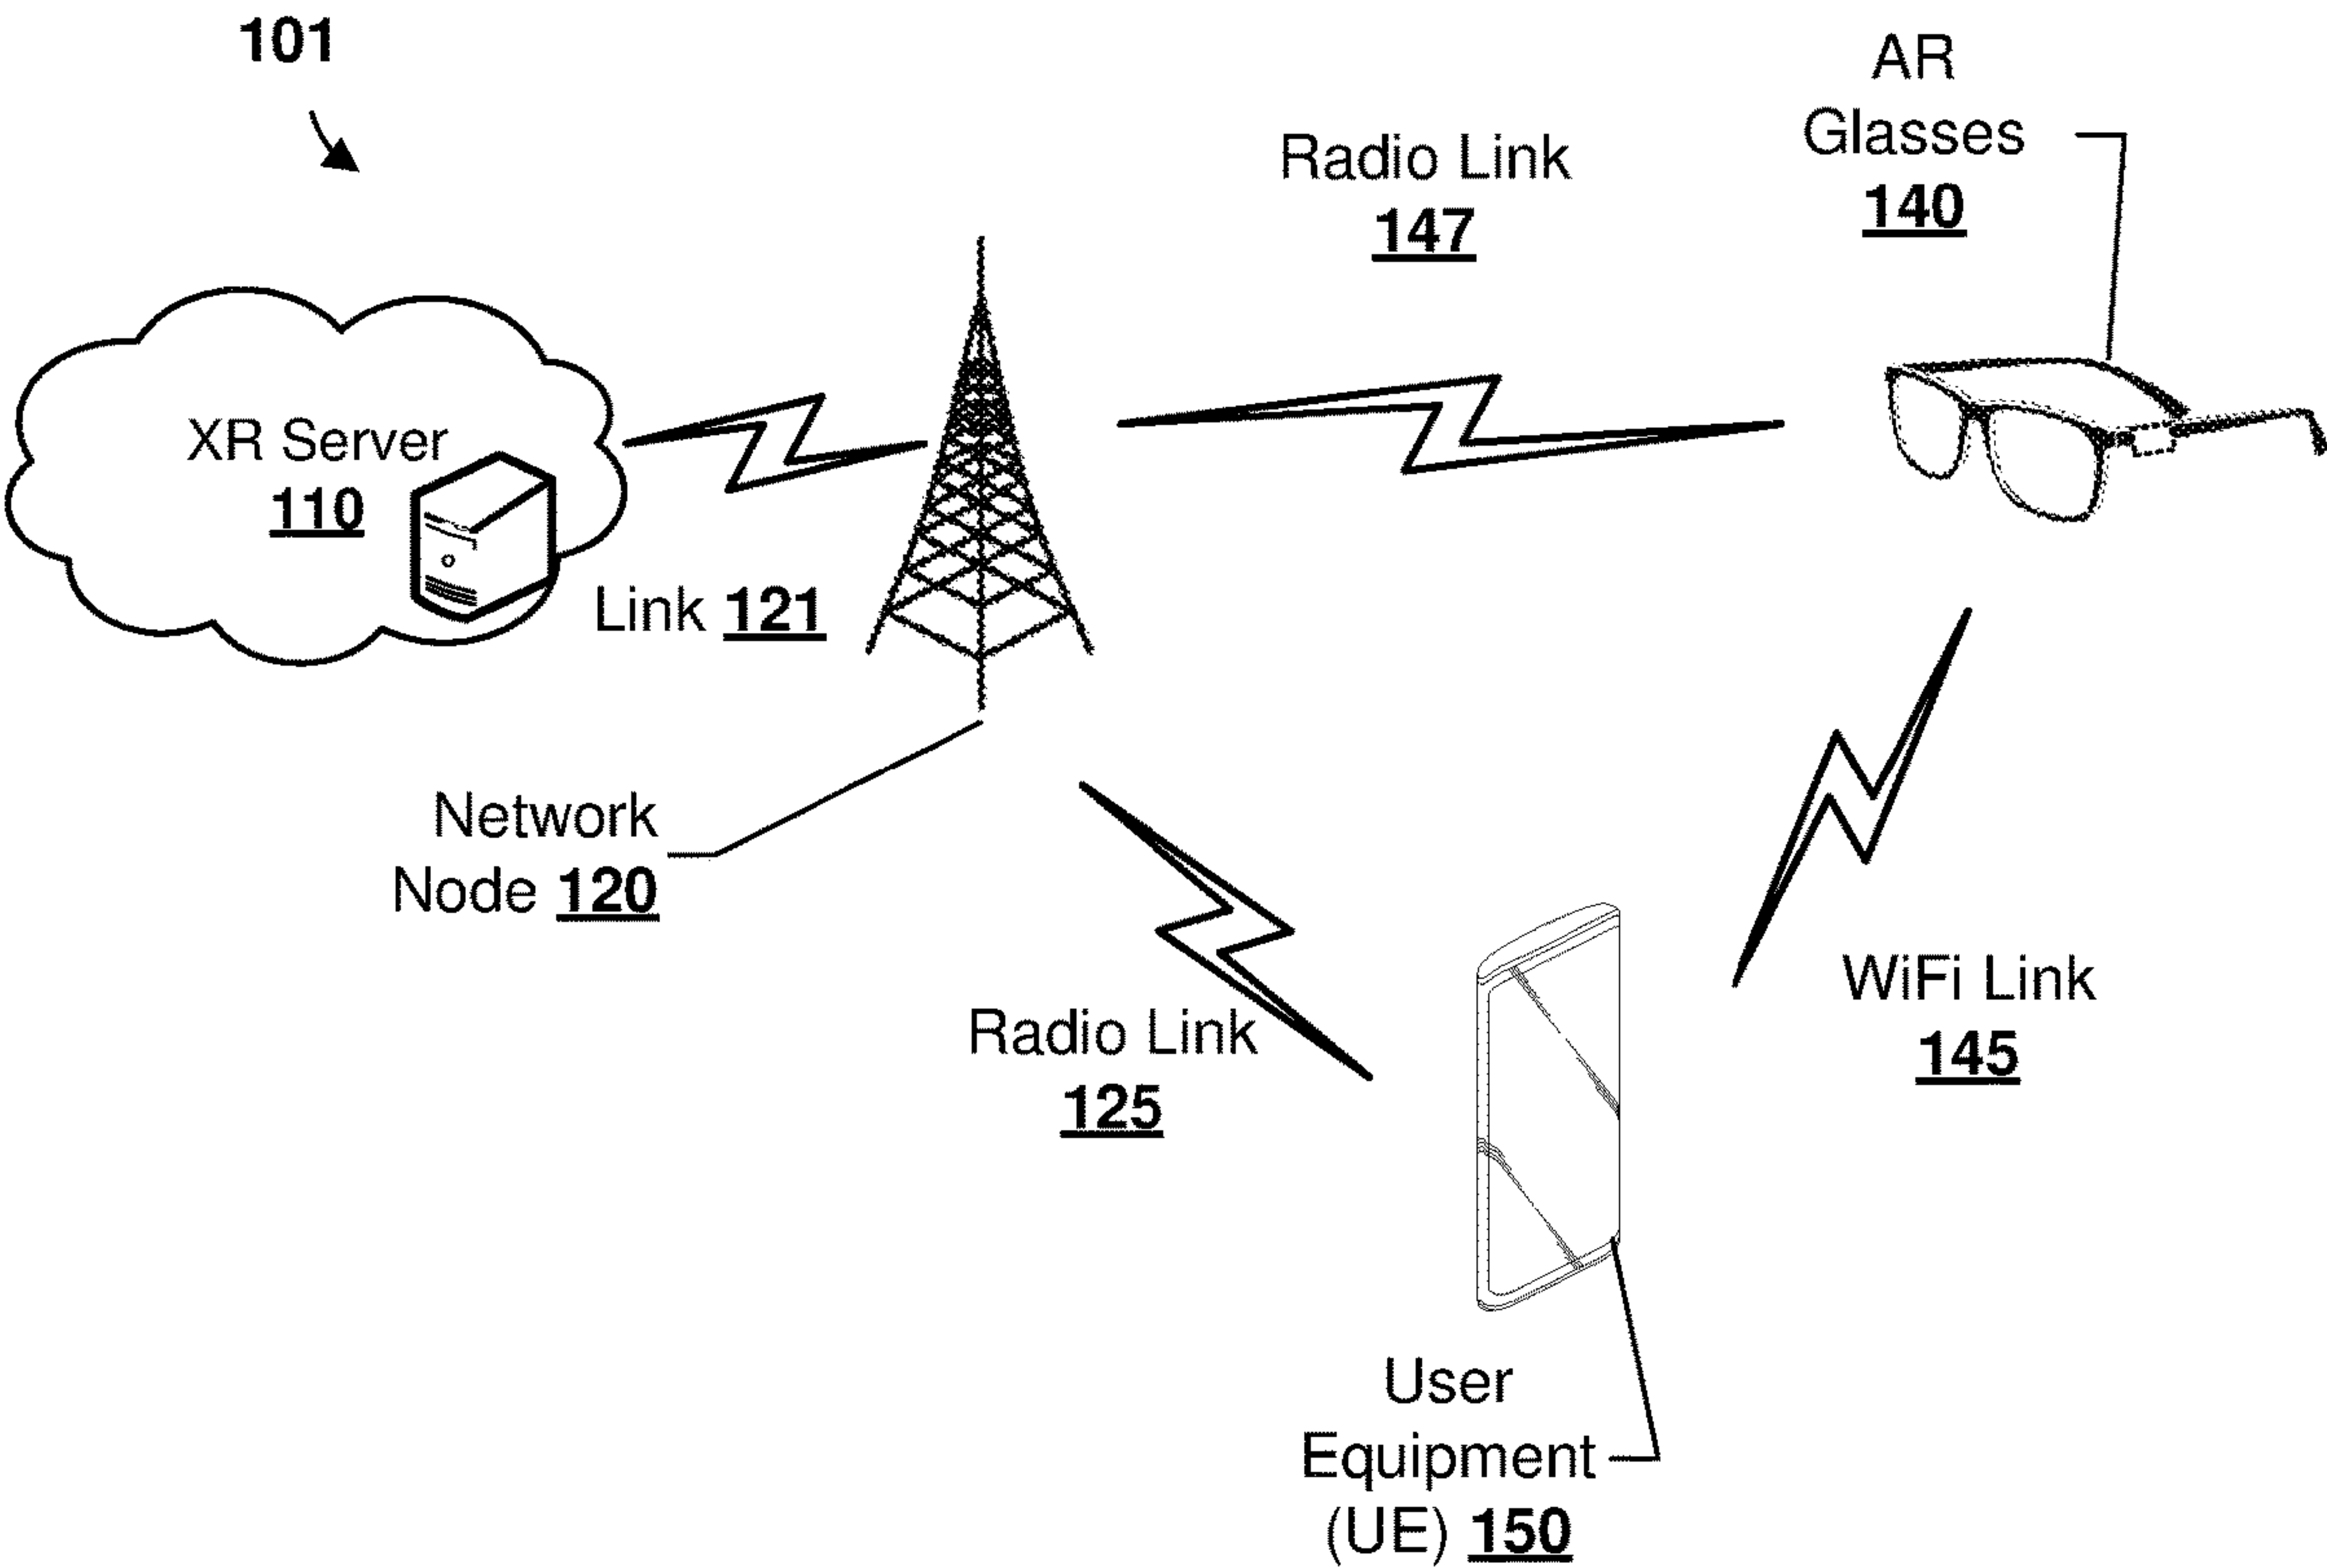 101
AR
Glasses
140
Radio Link
147
XR Server
110
Link 121
Network
Node 120
Radio Link
125
WiFi Link
145
User
Equipment
(UE) 150